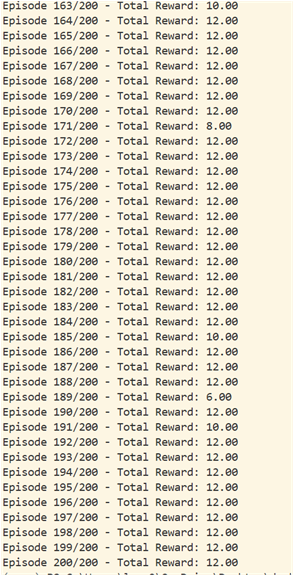 Episode 163/200 - Total Reward: 10.00
Episode 164/200 - Total Reward: 12.00
Episode 165/200 - Total Reward: 12.00
Episode 166/200 - Total Reward: 12.00
Episode 167/200 - Total Reward: 12.00
Episode 168/200 - Total Reward: 12.00
Episode 169/200 - Total Reward: 12.00
Episode 170/200 - Total Reward: 12.00
Episode 171/200 - Total Reward: 8.00
Episode 172/200 - Total Reward: 12.00
Episode 173/200 - Total Reward: 12.00
Episode 174/200 - Total Reward: 12.00
Episode 175/200 - Total Reward: 12.00
Episode 176/200 - Total Reward: 12.00
Episode 177/200 - Total Reward: 12.00
Episode 178/200 - Total Reward: 12.00
Episode 179/200 - Total Reward: 12.00
Episode 180/200 - Total Reward: 12.00
Episode 181/200 - Total Reward: 12.00
Episode 182/200 - Total Reward: 12.00
Episode 183/200 - Total Reward: 12.00
Episode 184/200 - Total Reward: 12.00
Episode 185/200 - Total Reward: 10.00
Episode 186/200 - Total Reward: 12.00
Episode 187/200 - Total Reward: 12.00
Episode 188/200 - Total Reward: 12.00
Episode 189/200 - Total Reward: 6.00
Episode 190/200 - Total Reward: 12.00
Episode 191/200 - Total Reward: 10.00
Episode 192/200 - Total Reward: 12.00
Episode 193/200 - Total Reward: 12.00
Episode 194/200 - Total Reward: 12.00
Episode 195/200 - Total Reward: 12.00
Episode 196/200 - Total Reward: 12.00
Episode 197/200 - Total Reward: 12.00
Episode 198/200 - Total Reward: 12.00
Episode 199/200 - Total Reward: 12.00
Episode 200/200 - Total Reward: 12.00